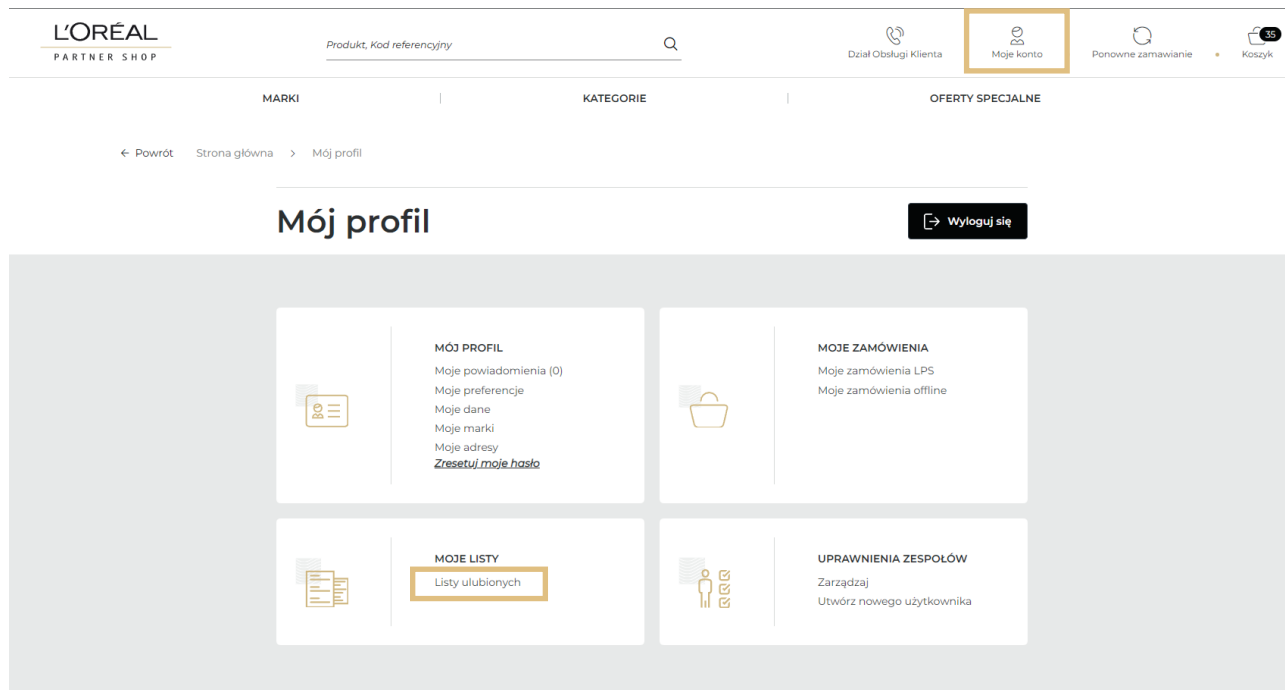 L'ORÉAL
PARTNER SHOP
Produkt, Kod referencyjny
Dział Obsługi Klienta
Moje konto
Ponowne zamawianie
35
Koszyk
MARKI
KATEGORIE
OFERTY SPECJALNE
← Powrót Strona główna > Mój profil
Mój profil
Wyloguj się
MÓJ PROFIL
Moje powiadomienia (0)
Moje preferencje
Moje dane
Moje marki
Moje adresy
Zresetuj moje hasło
MOJE ZAMÓWIENIA
Moje zamówienia LPS
Moje zamówienia offline
MOJE LISTY
Listy ulubionych
UPRAWNIENIA ZESPOŁÓW
Zarządzaj
Utwórz nowego użytkownika